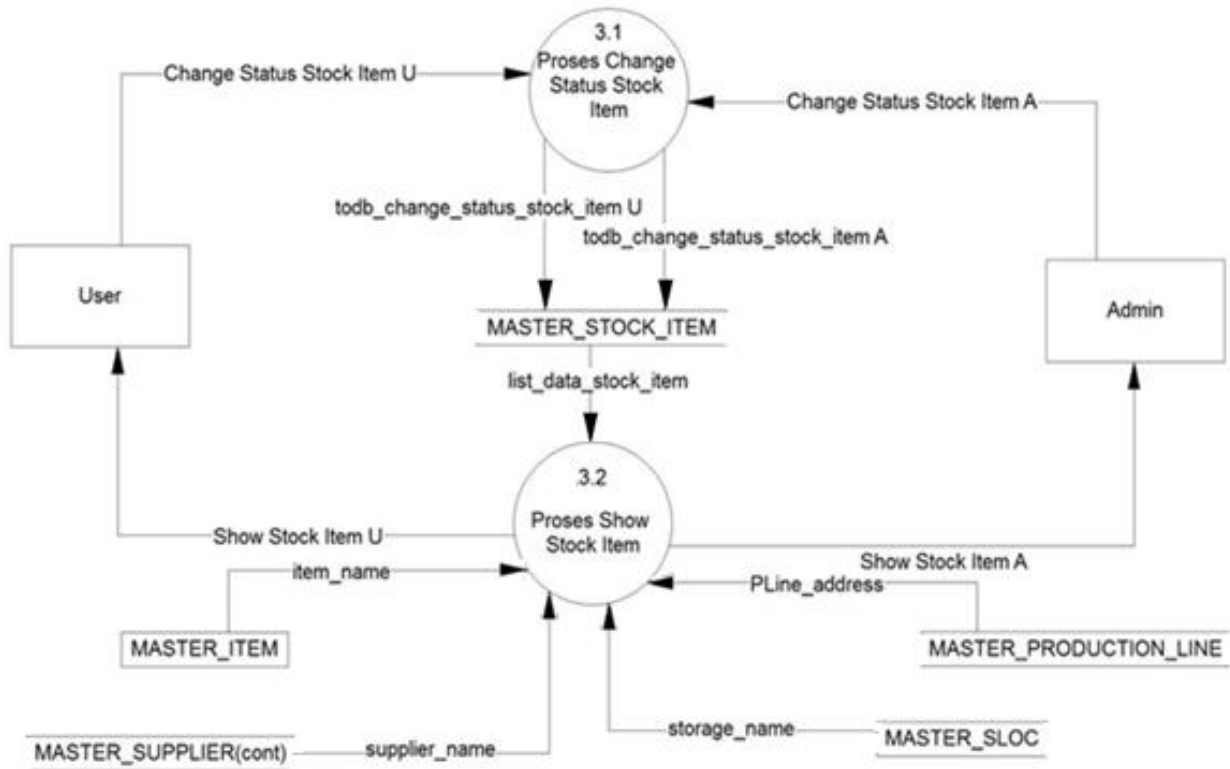 3.1
Proses Change
Status Stock
Item
Change Status Stock Item U
Change Status Stock Item A
todb_change_status_stock_item U
todb_change_status_stock_item A
User
Admin
MASTER_STOCK_ITEM
list_data_stock_item
3.2
Proses Show
Stock Item
Show Stock Item U
Show Stock Item A
item_name
PLine_address
MASTER_ITEM
MASTER_PRODUCTION_LINE
storage_name
MASTER_SLOC
MASTER_SUPPLIER(cont)
supplier_name